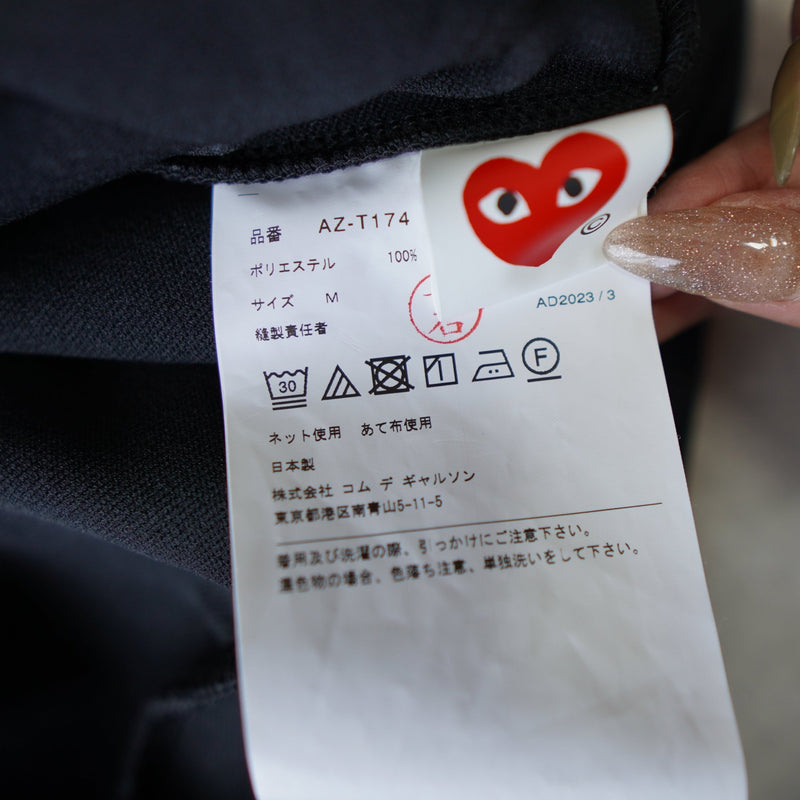 品番 AZ-T174
ポリエステル 100%
サイズ M
縫製責任者
©
AD2023 / 3
30
F
ネット使用 あて布使用
日本製
株式会社 コム デ ギャルソン
東京都港区南青山5-11-5
着用及び洗濯の際、引っかけにご注意下さい。
濃色物の場合、色落ち注意、単独洗いをして下さい。